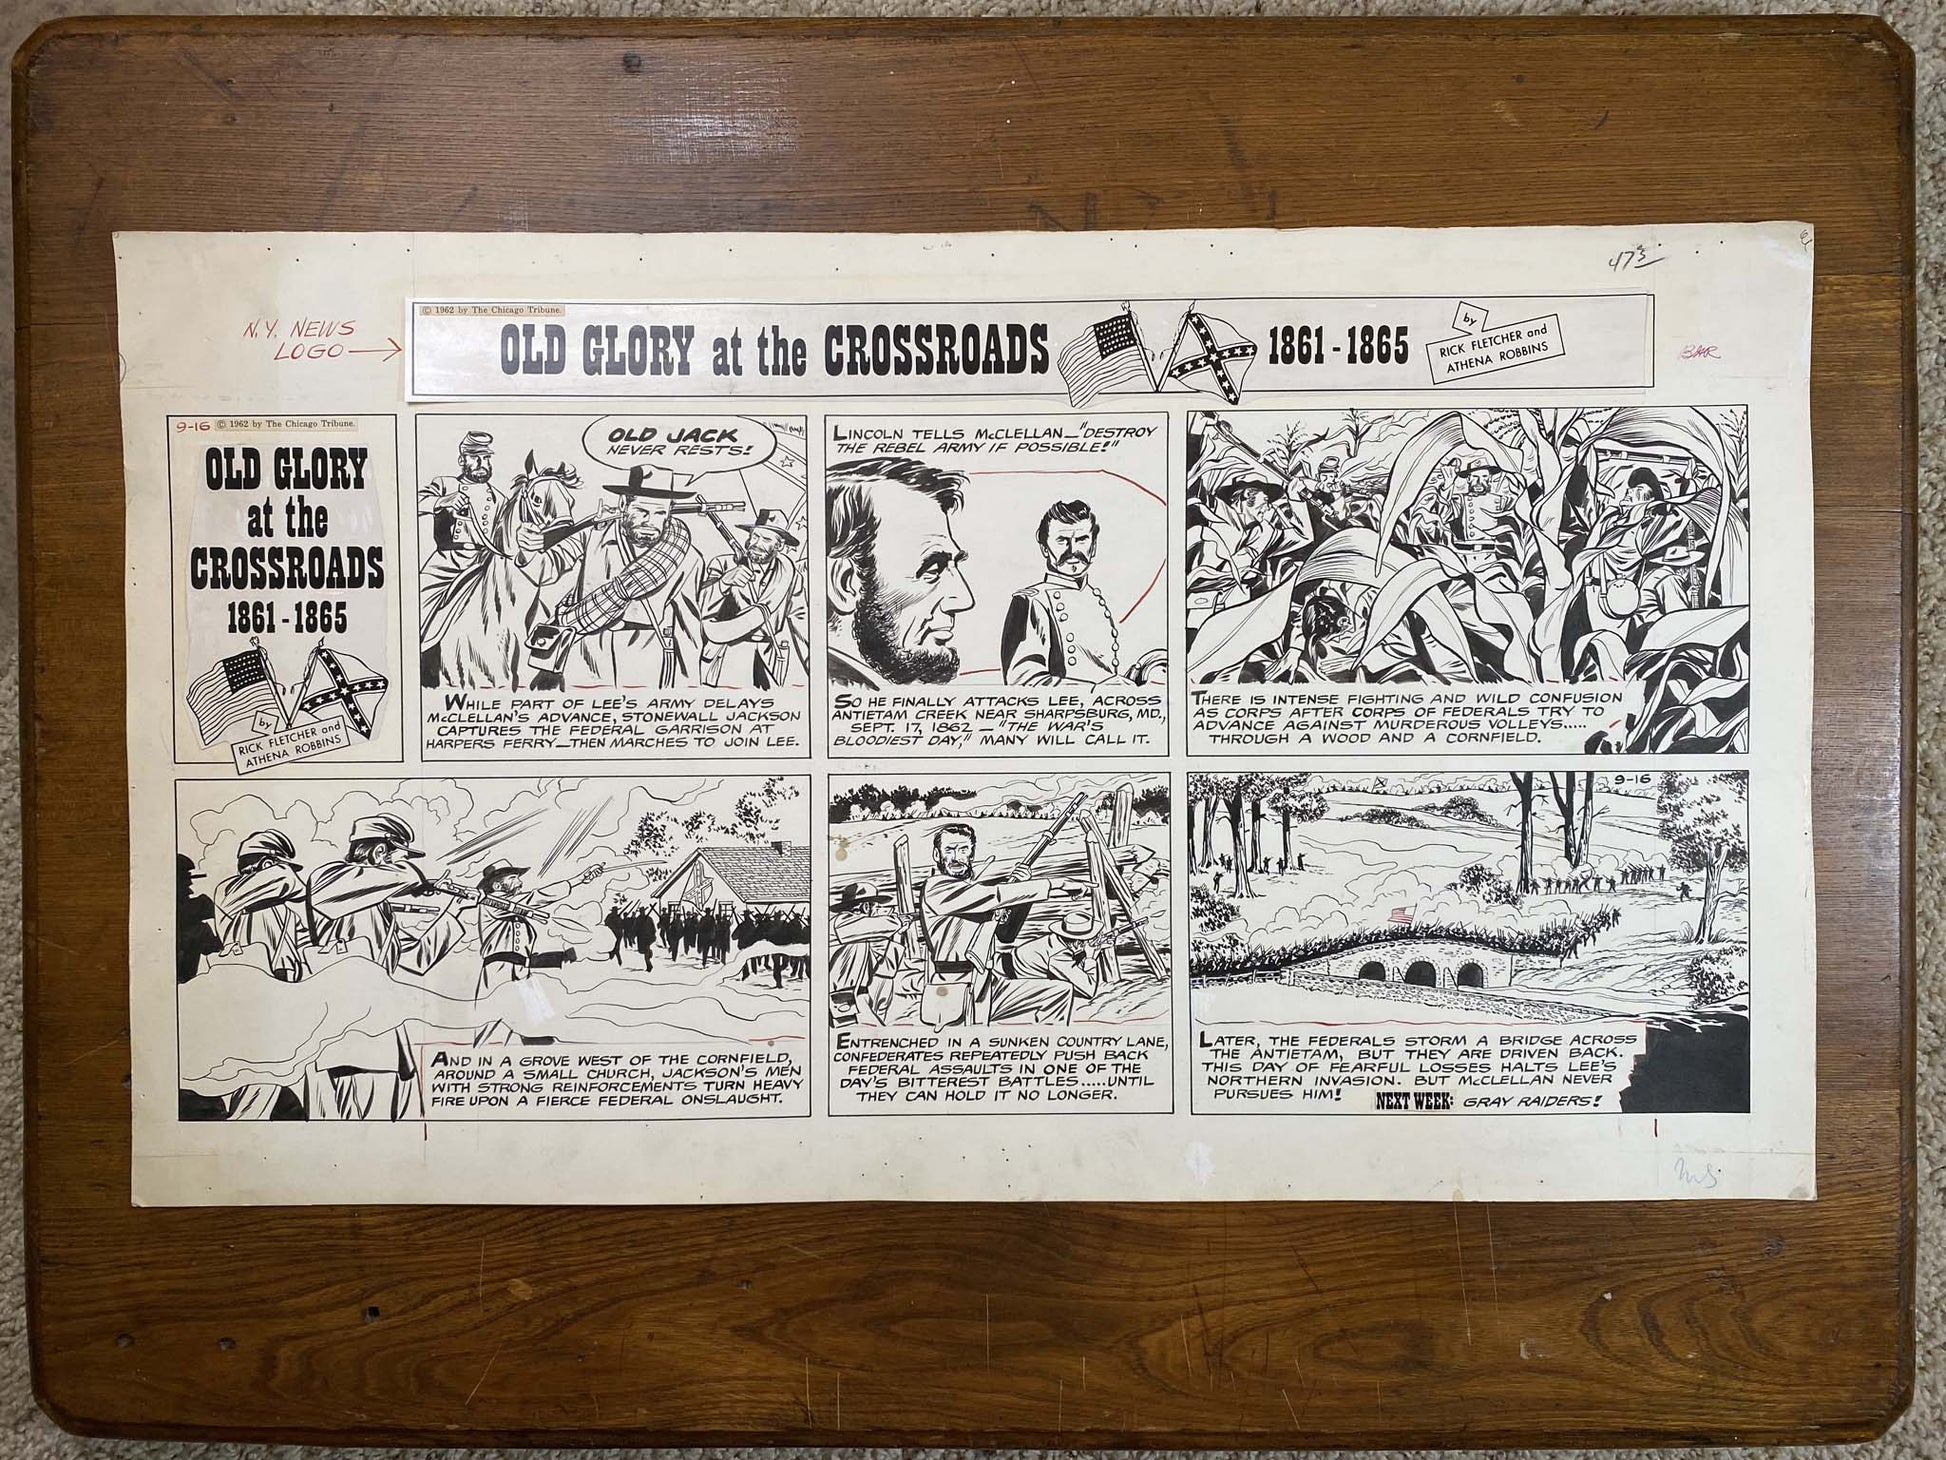 47 3/-
N.Y. NEWS
LOGO
© 1962 by The Chicago Tribune.
OLD GLORY at the CROSSROADS 1861-1865
by
RICK FLETCHER and
ATHENA ROBBINS
9-16 © 1962 by The Chicago Tribune.
OLD GLORY
at the
CROSSROADS
1861-1865
by
RICK FLETCHER and
ATHENA ROBBINS
OLD JACK
NEVER RESTS!
WHILE PART OF LEE'S ARMY DELAYS
McCLELLAN'S ADVANCE, STONEWALL JACKSON
CAPTURES THE FEDERAL GARRISON AT
HARPERS FERRY—THEN MARCHES TO JOIN LEE.
LINCOLN TELLS McCLELLAN—"DESTROY
THE REBEL ARMY IF POSSIBLE!"
SO HE FINALLY ATTACKS LEE, ACROSS
ANTIETAM CREEK NEAR SHARPSBURG, MD.,
SEPT. 17, 1862 — "THE WAR'S
BLOODIEST DAY," MANY WILL CALL IT.
THERE IS INTENSE FIGHTING AND WILD CONFUSION
AS CORPS AFTER CORPS OF FEDERALS TRY TO
ADVANCE AGAINST MURDEROUS VOLLEYS.....
THROUGH A WOOD AND A CORNFIELD.
AND IN A GROVE WEST OF THE CORNFIELD,
AROUND A SMALL CHURCH, JACKSON'S MEN
WITH STRONG REINFORCEMENTS TURN HEAVY
FIRE UPON A FIERCE FEDERAL ONSLAUGHT.
ENTRENCHED IN A SUNKEN COUNTRY LANE,
CONFEDERATES REPEATEDLY PUSH BACK
FEDERAL ASSAULTS IN ONE OF THE
DAY'S BITTEREST BATTLES.....UNTIL
THEY CAN HOLD IT NO LONGER.
9-16
LATER, THE FEDERALS STORM A BRIDGE ACROSS
THE ANTIETAM, BUT THEY ARE DRIVEN BACK.
THIS DAY OF FEARFUL LOSSES HALTS LEE'S
NORTHERN INVASION. BUT McCLELLAN NEVER
PURSUES HIM! NEXT WEEK: GRAY RAIDERS!